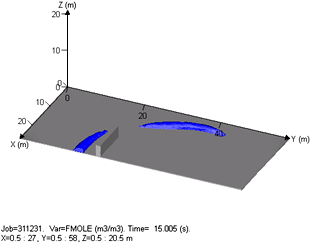 Z (m)
20
10
0
0
10
20
X (m)
20
40
Y (m)
Job=311231. Var=FMOLE (m3/m3). Time= 15.005 (s).
X=0.5 : 27, Y=0.5 : 58, Z=0.5 : 20.5 m